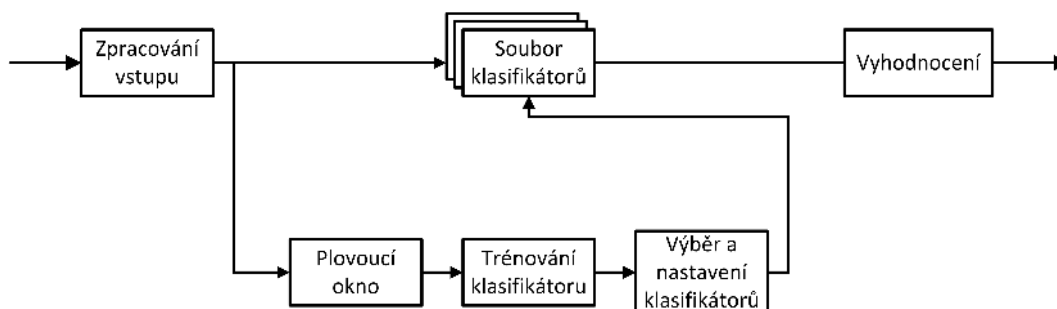 Zpracování
vstupu
Soubor
klasifikátorů
Vyhodnocení
Plovoucí
okno
Trénování
klasifikátoru
Výběr a
nastavení
klasifikátorů